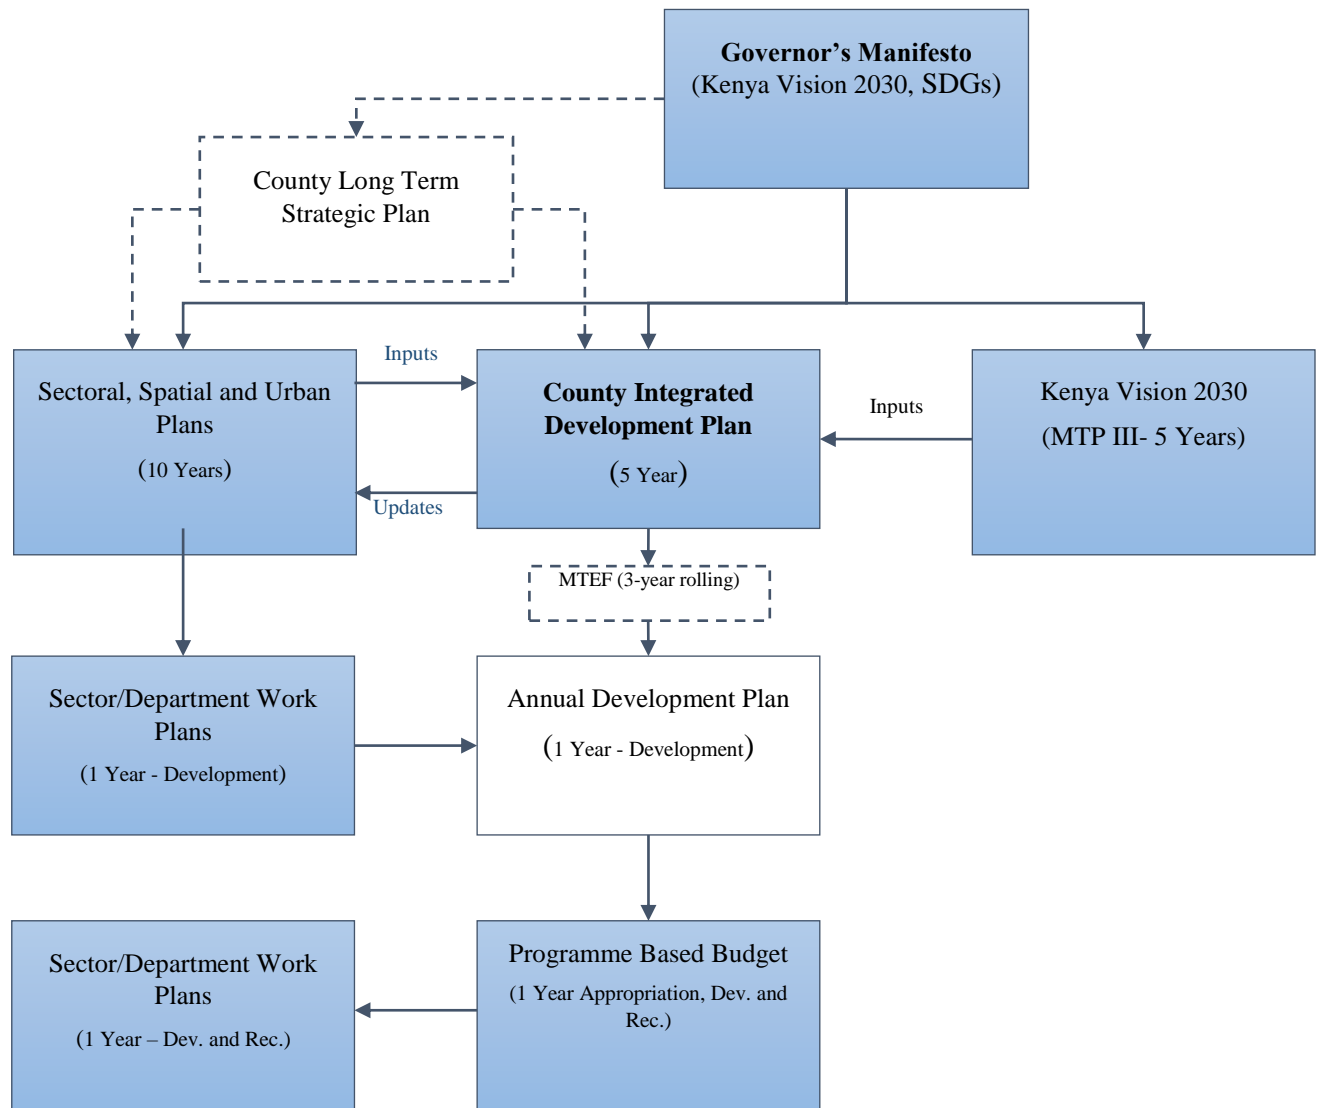 Governor’s Manifesto
(Kenya Vision 2030, SDGs)
County Long Term
Strategic Plan
Sectoral, Spatial and Urban
Plans
(10 Years)
Inputs
Updates
County Integrated
Development Plan
(5 Year)
Inputs
Kenya Vision 2030
(MTP III- 5 Years)
MTEF (3-year rolling)
Sector/Department Work
Plans
(1 Year - Development)
Annual Development Plan
(1 Year - Development)
Sector/Department Work
Plans
(1 Year – Dev. and Rec.)
Programme Based Budget
(1 Year Appropriation, Dev. and
Rec.)